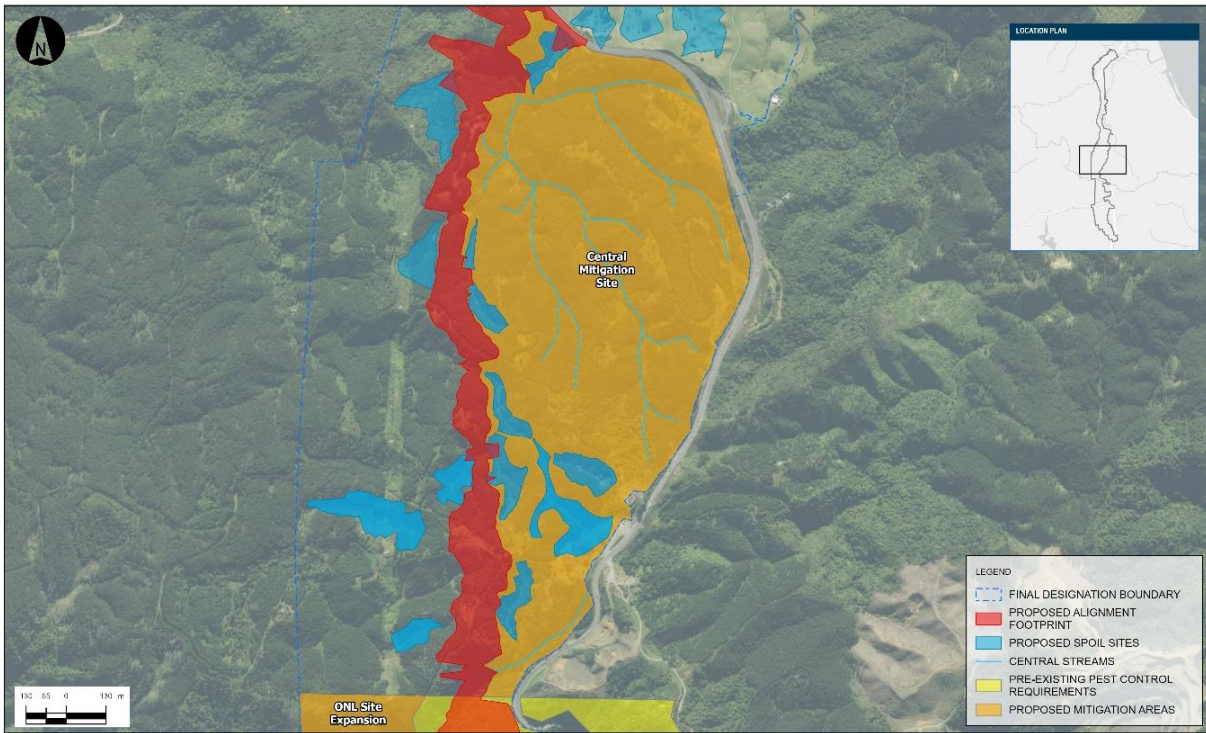 N
LOCATION PLAN
Central
Mitigation
Site
ONL Site
Expansion
130 65 0 130 m
LEGEND
FINAL DESIGNATION BOUNDARY
PROPOSED ALIGNMENT
FOOTPRINT
PROPOSED SPOIL SITES
CENTRAL STREAMS
PRE-EXISTING PEST CONTROL
REQUIREMENTS
PROPOSED MITIGATION AREAS